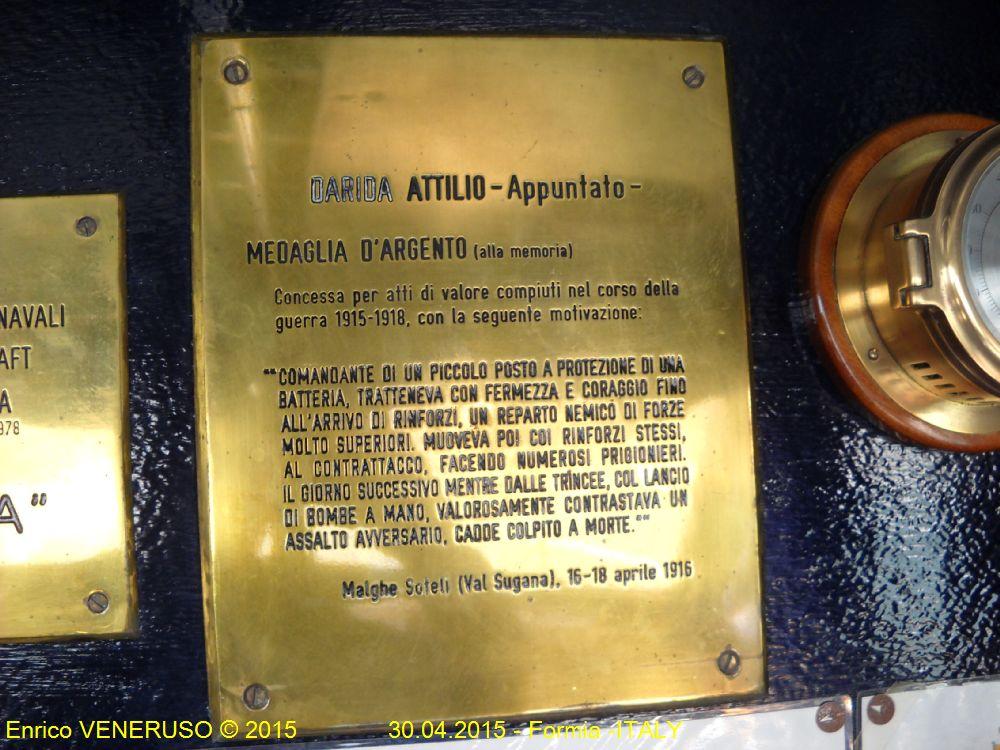 NAVALI
AFT
A
978
A"
DARIDA ATTILIO - Appuntato -
MEDAGLIA D'ARGENTO (alla memoria)
Concessa per atti di valore compiuti nel corso della
guerra 1915-1918, con la seguente motivazione:
""COMANDANTE DI UN PICCOLO POSTO A PROTEZIONE DI UNA
BATTERIA, TRATTENEVA CON FERMEZZA E CORAGGIO FINO
ALL'ARRIVO DI RINFORZI, UN REPARTO NEMICO DI FORZE
MOLTO SUPERIORI. MUOVEVA POI COI RINFORZI STESSI,
AL CONTRATTACCO, FACENDO NUMEROSI PRIGIONIERI.
IL GIORNO SUCCESSIVO MENTRE DALLE TRINCEE, COL LANCIO
DI BOMBE A MANO, VALOROSAMENTE CONTRASTAVA UN
ASSALTO AVVERSARIO, CADDE COLPITO A MORTE.""
Malghe Soteli (Val Sugana), 16-18 aprile 1916
Enrico VENERUSO © 2015 30.04.2015 - Formia -ITALY